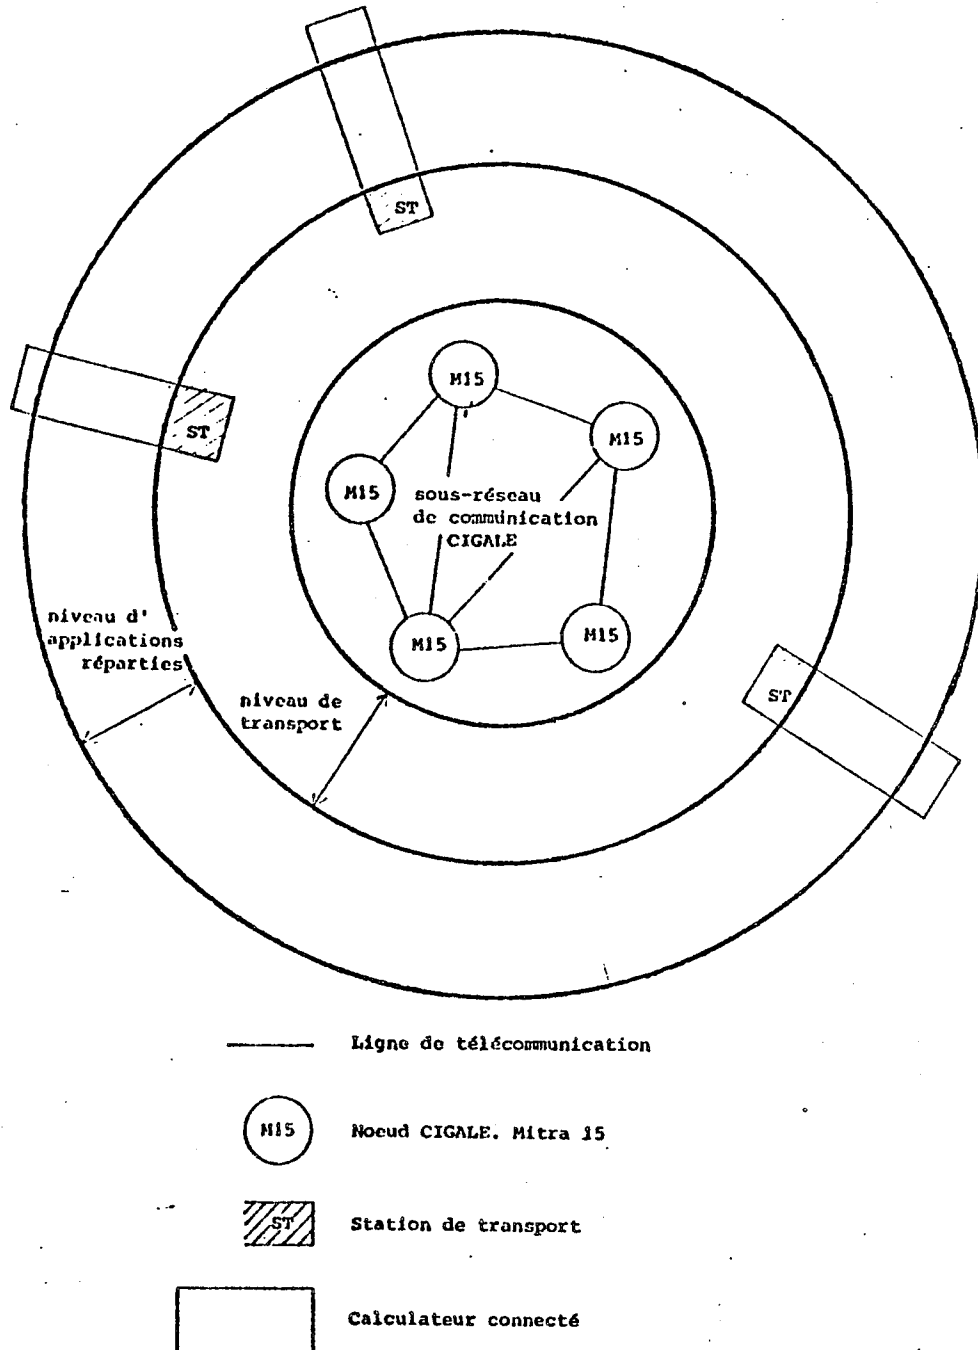 ST
ST
M15
M15
M15
sous-réseau
de communication
CIGALE
M15
M15
niveau d'
applications
réparties
niveau de
transport
ST
Ligne de télécommunication
M15
Noeud CIGALE. Mitra 15
ST
Station de transport
Calculateur connecté